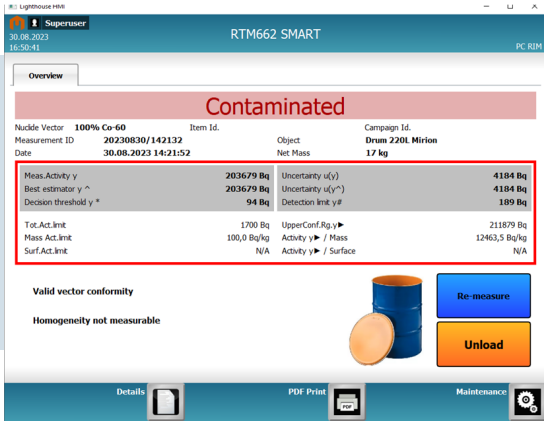 Lighthouse HMI
Superuser
30.08.2023
16:50:41
RTM662 SMART
PC RIM
Overview
Contaminated
Nuclide Vector 100% Co-60 Item Id. Campaign Id.
Measurement ID 20230830/142132 Object Drum 220L Mirion
Date 30.08.2023 14:21:52 Net Mass 17 kg
Meas.Activity y 203679 Bq Uncertainty u(y) 4184 Bq
Best estimator y ^ 203679 Bq Uncertainty u(y^) 4184 Bq
Decision threshold y * 94 Bq Detection limit y# 189 Bq
Tot.Act.limit 1700 Bq UpperConf.Rg.y► 211879 Bq
Mass Act.limit 100,0 Bq/kg Activity y► / Mass 12463,5 Bq/kg
Surf.Act.limit N/A Activity y► / Surface N/A
Valid vector conformity
Re-measure
Homogeneity not measurable
Unload
Details PDF Print Maintenance
PDF